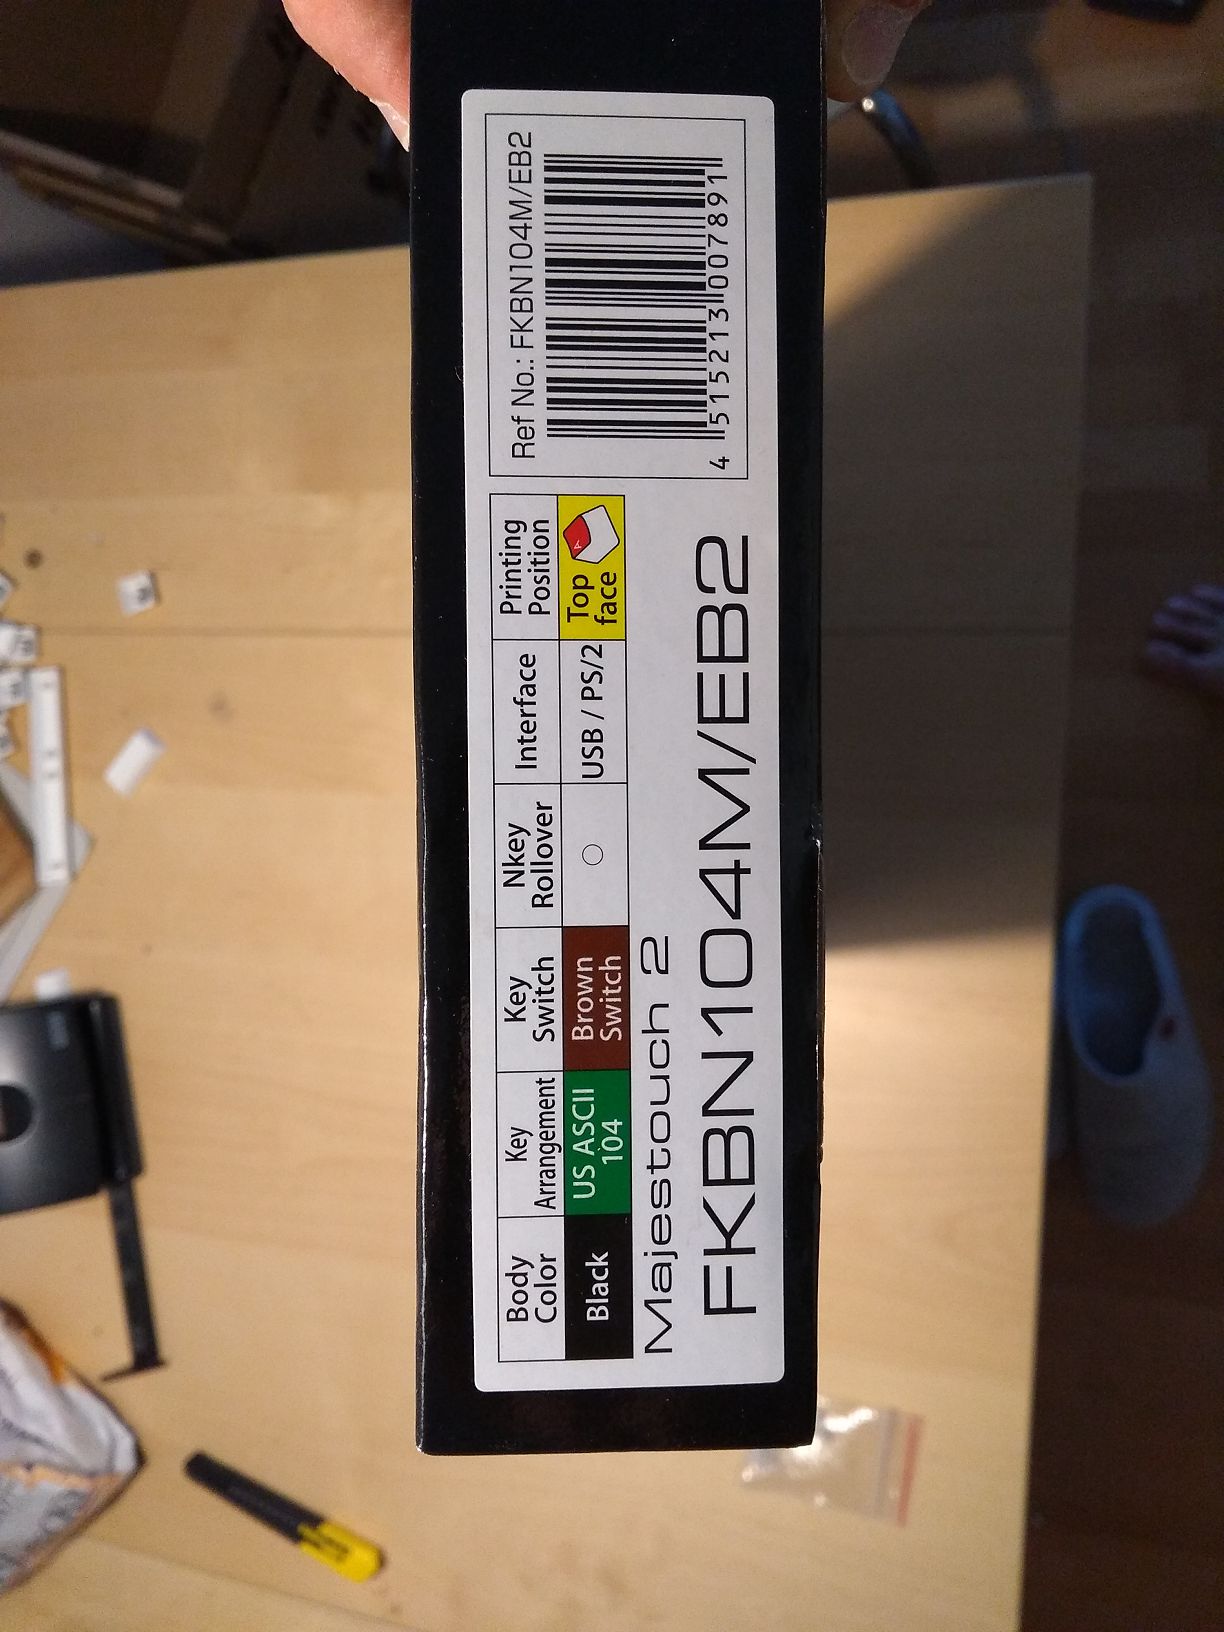 Body
Color
Key
Arrangement
Key
Switch
Nkey
Rollover
Interface
Printing
Position
Black
US ASCII
104
Brown
Switch
○
USB / PS/2
Top
face
A
Majestouch 2
FKBN104M/EB2
Ref No.: FKBN104M/EB2
4 515213 007891